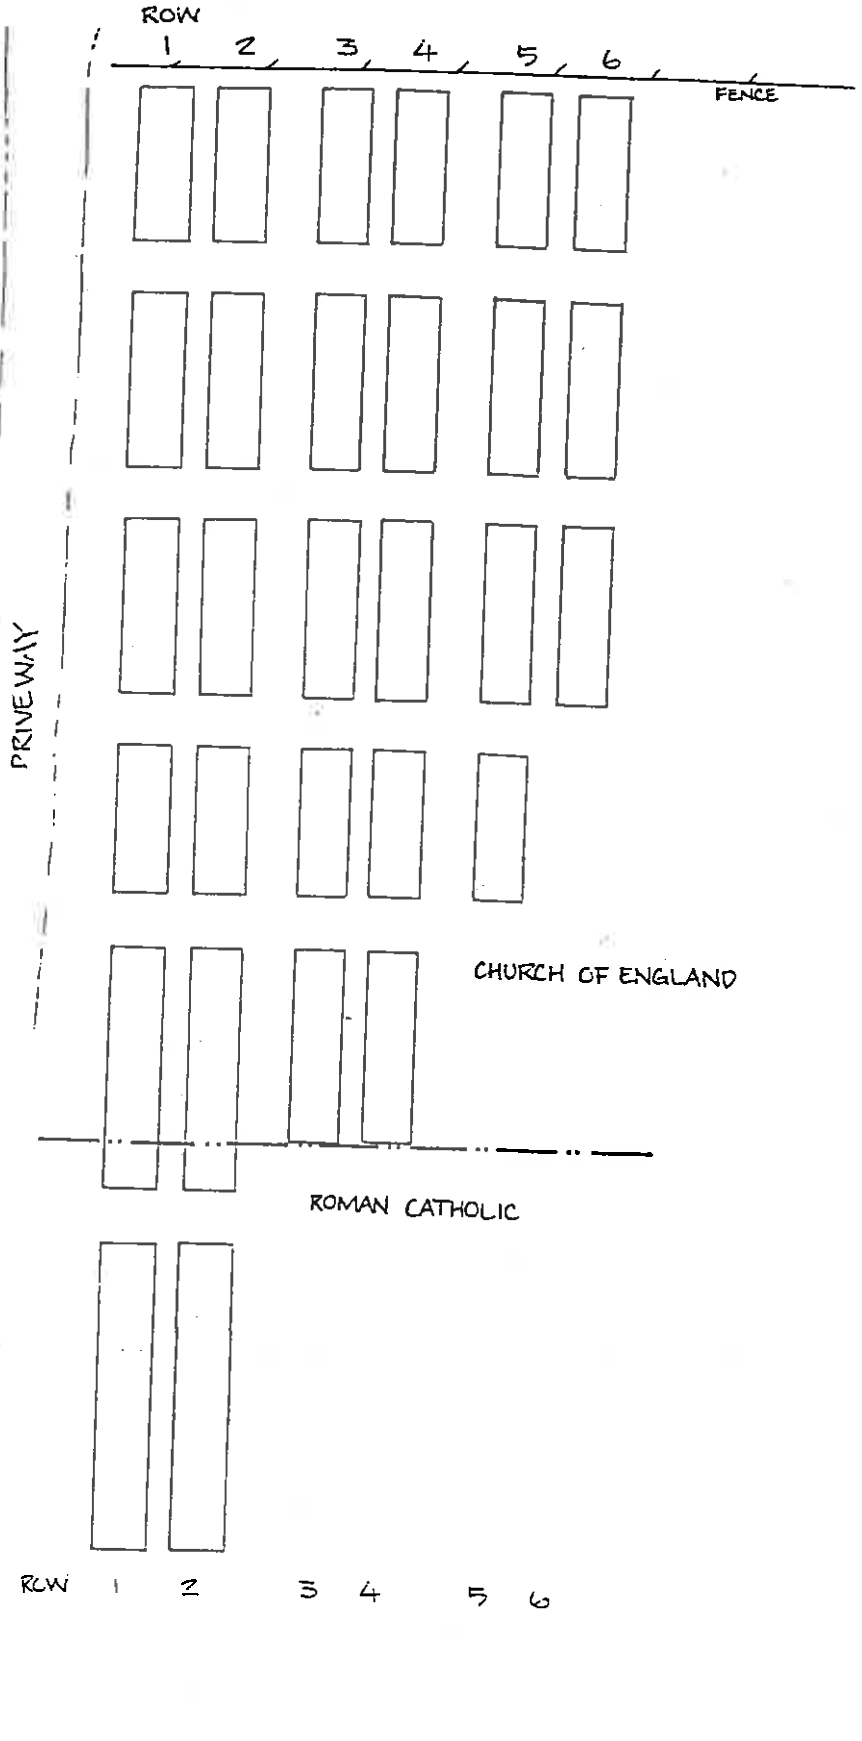 ROW
1 2 3 4 5 6
FENCE
DRIVEWAY
CHURCH OF ENGLAND
ROMAN CATHOLIC
ROW 1 2 3 4 5 6